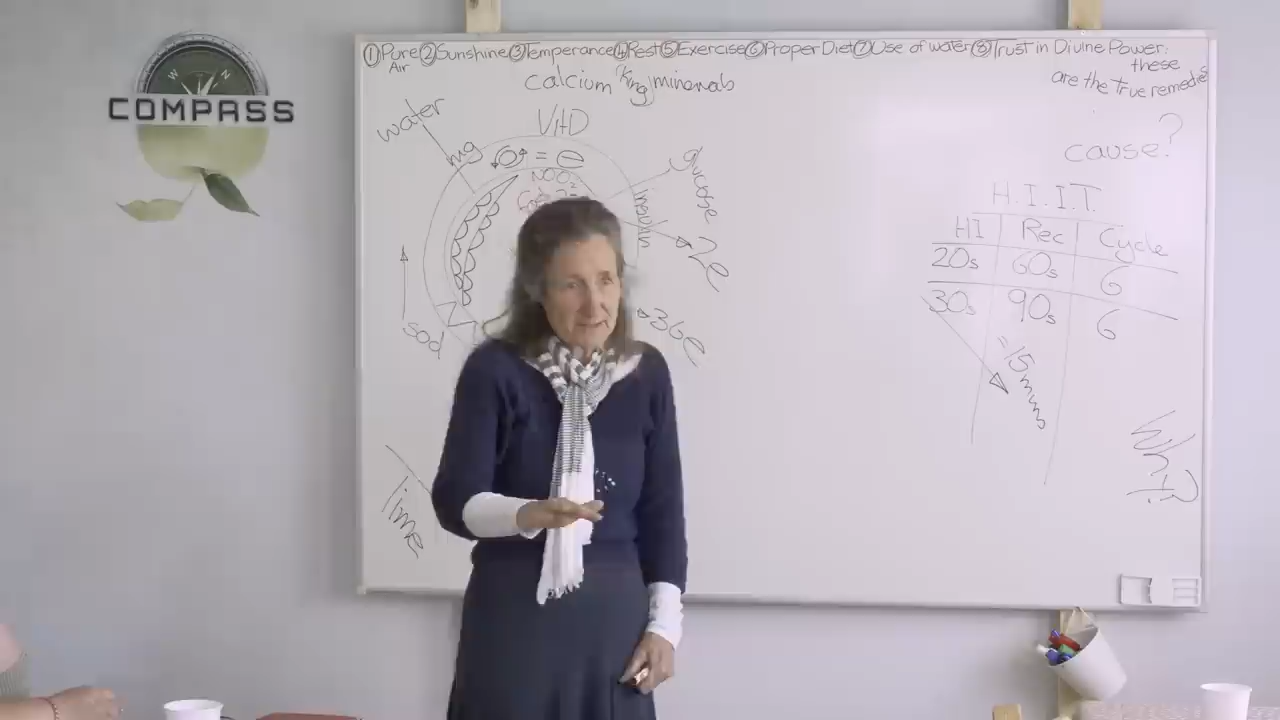 COMPASS
W N
①Pure ②Sunshine ③Temperance ④Rest ⑤Exercise ⑥Proper Diet ⑦Use of water ⑧Trust in Divine Power:
Air
these
are the true remedies
calcium King minerals
water
mg
VitD
= e
glucose
insulin
2e
36e
sod
Time
cause?
H.I.I.T.
HI Rec Cycle
20s 60s 6
30s 90s 6
= 15 mins